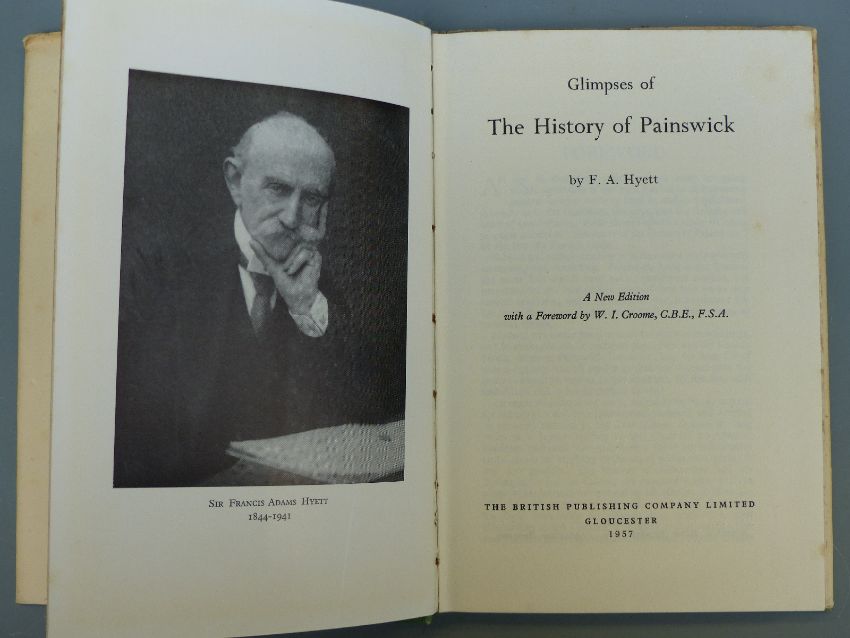 SIR FRANCIS ADAMS HYETT
1844-1941
Glimpses of
The History of Painswick
by F. A. Hyett
A New Edition
with a Foreword by W. I. Croome, C.B.E., F.S.A.
THE BRITISH PUBLISHING COMPANY LIMITED
GLOUCESTER
1957